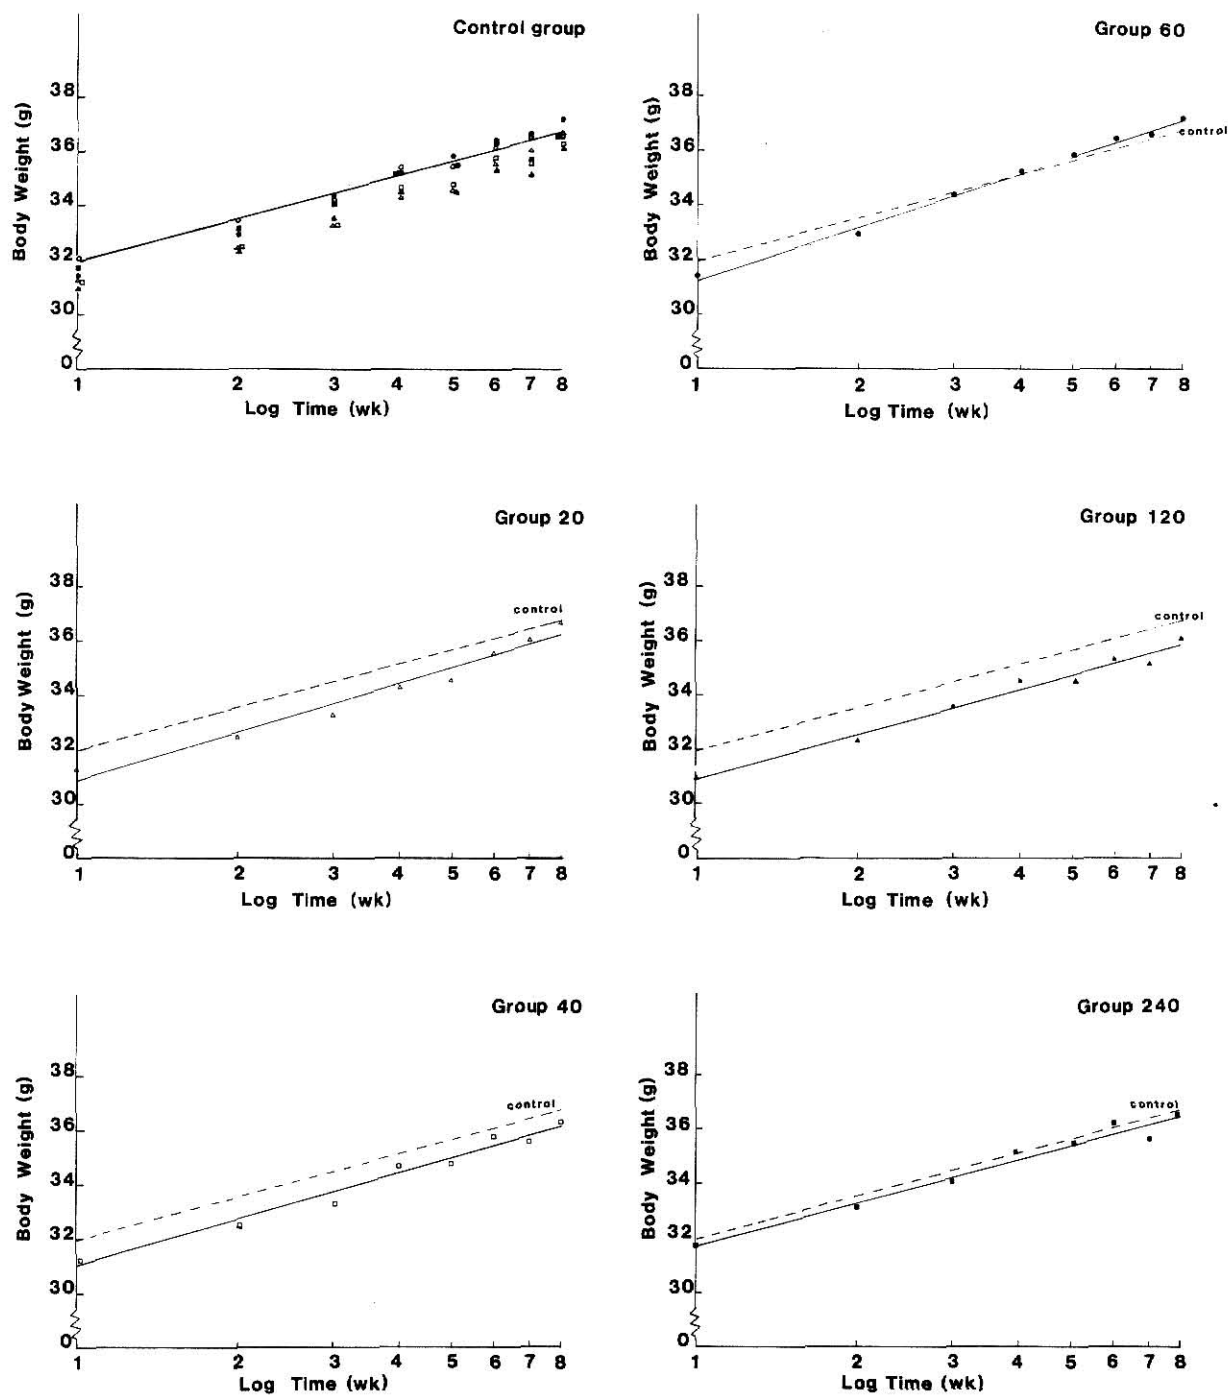 Control group
Body Weight (g)
38
36
34
32
30
0
1 2 3 4 5 6 7 8
Log Time (wk)
Group 60
Body Weight (g)
38
36
34
32
30
0
control
1 2 3 4 5 6 7 8
Log Time (wk)
Group 20
Body Weight (g)
38
36
34
32
30
0
control
1 2 3 4 5 6 7 8
Log Time (wk)
Group 120
Body Weight (g)
38
36
34
32
30
0
control
1 2 3 4 5 6 7 8
Log Time (wk)
Group 40
Body Weight (g)
38
36
34
32
30
0
control
1 2 3 4 5 6 7 8
Log Time (wk)
Group 240
Body Weight (g)
38
36
34
32
30
0
control
1 2 3 4 5 6 7 8
Log Time (wk)